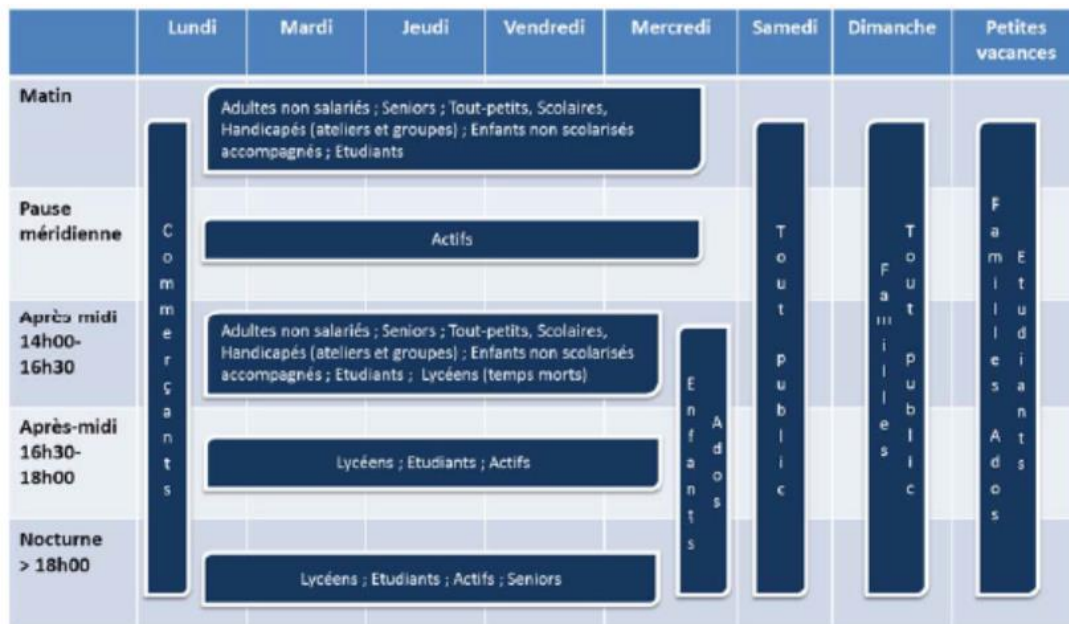 Lundi Mardi Jeudi Vendredi Mercredi Samedi Dimanche Petites
vacances
Matin
Adultes non salariés ; Seniors ; Tout-petits, Scolaires,
Handicapés (ateliers et groupes) ; Enfants non scolarisés
accompagnés ; Etudiants
Pause
méridienne
Actifs
Après midi
14h00-
16h30
Adultes non salariés ; Seniors ; Tout-petits, Scolaires,
Handicapés (ateliers et groupes) ; Enfants non scolarisés
accompagnés ; Etudiants ; Lycéens (temps morts)
Après-midi
16h30-
18h00
Lycéens ; Etudiants ; Actifs
Nocturne
> 18h00
Lycéens ; Etudiants ; Actifs ; Seniors
Commerçants
Enfants
Ados
Tout public
Familles
Tout public
Familles Ados
Etudiants